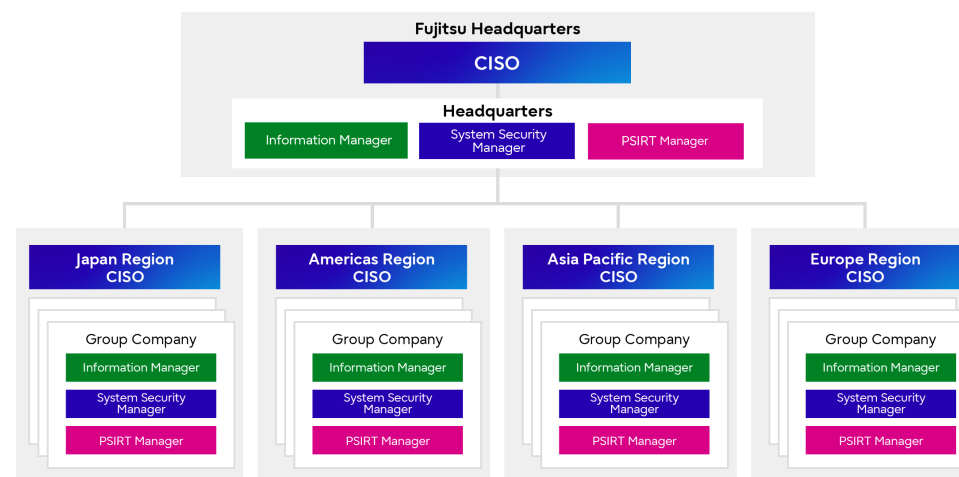 Fujitsu Headquarters
CISO
Headquarters
Information Manager
System Security
Manager
PSIRT Manager
Japan Region
CISO
Group Company
Information Manager
System Security
Manager
PSIRT Manager
Americas Region
CISO
Group Company
Information Manager
System Security
Manager
PSIRT Manager
Asia Pacific Region
CISO
Group Company
Information Manager
System Security
Manager
PSIRT Manager
Europe Region
CISO
Group Company
Information Manager
System Security
Manager
PSIRT Manager